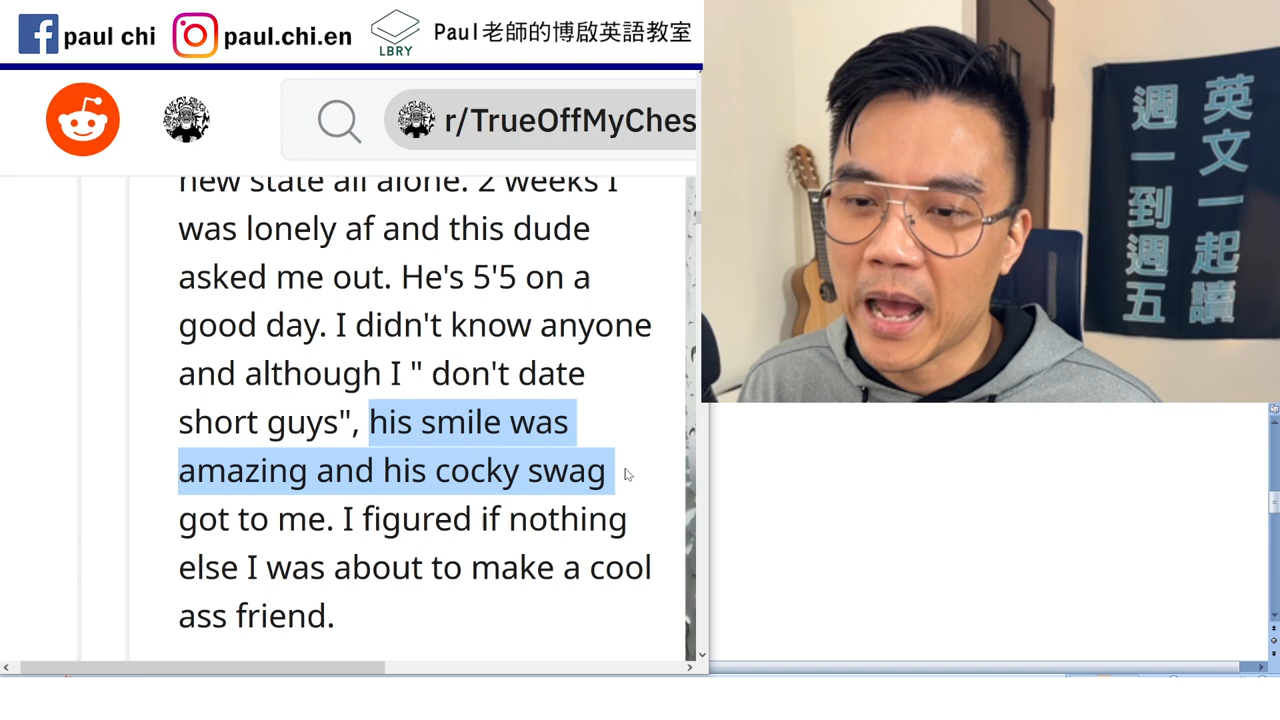 paul chi
paul.chi.en
LBRY
Paul老師的博啟英語教室
r/TrueOffMyChes
new state all alone. 2 weeks I
was lonely af and this dude
asked me out. He's 5'5 on a
good day. I didn't know anyone
and although I " don't date
short guys", his smile was
amazing and his cocky swag
got to me. I figured if nothing
else I was about to make a cool
ass friend.
英文一起讀
週一到週五